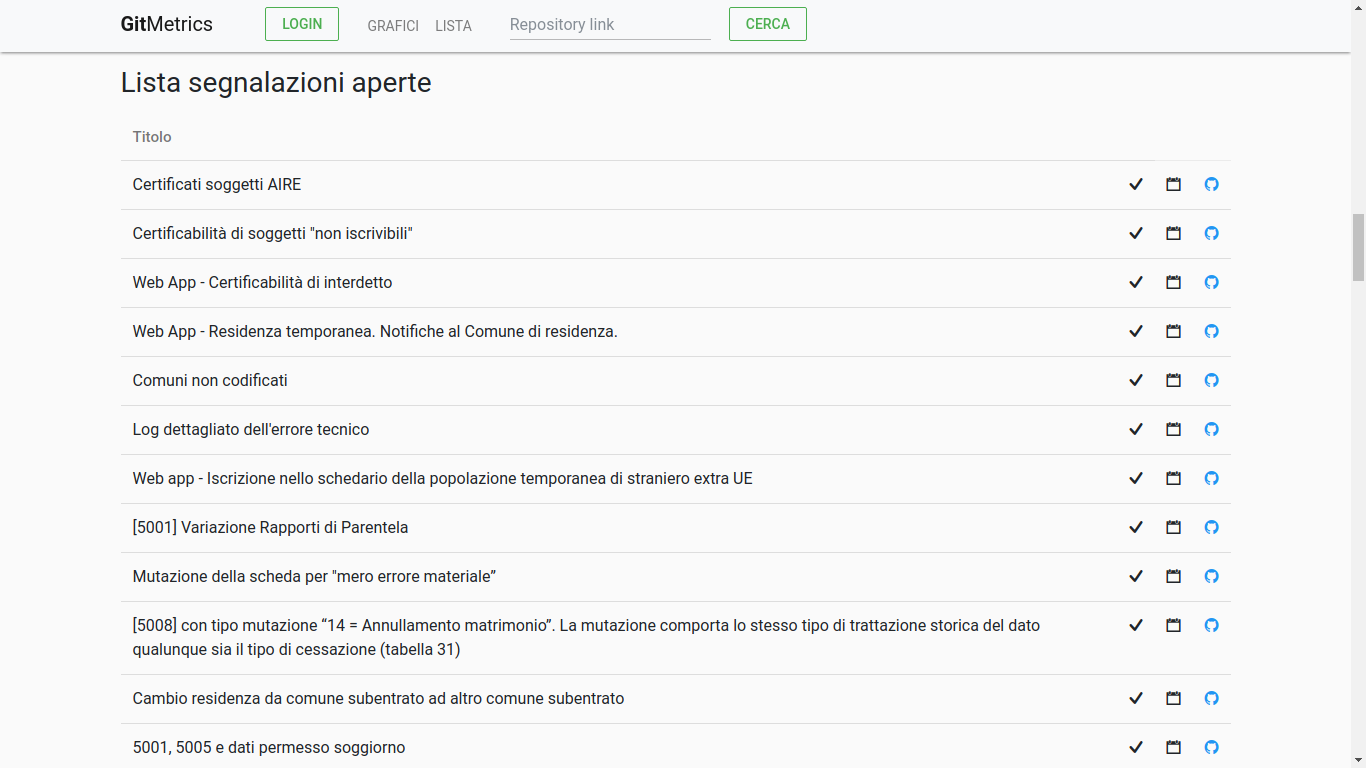 GitMetrics LOGIN GRAFICI LISTA Repository link CERCA
Lista segnalazioni aperte
Titolo
Certificati soggetti AIRE
Certificabilità di soggetti "non iscrivibili"
Web App - Certificabilità di interdetto
Web App - Residenza temporanea. Notifiche al Comune di residenza.
Comuni non codificati
Log dettagliato dell'errore tecnico
Web app - Iscrizione nello schedario della popolazione temporanea di straniero extra UE
[5001] Variazione Rapporti di Parentela
Mutazione della scheda per "mero errore materiale”
[5008] con tipo mutazione “14 = Annullamento matrimonio”. La mutazione comporta lo stesso tipo di trattazione storica del dato
qualunque sia il tipo di cessazione (tabella 31)
Cambio residenza da comune subentrato ad altro comune subentrato
5001, 5005 e dati permesso soggiorno